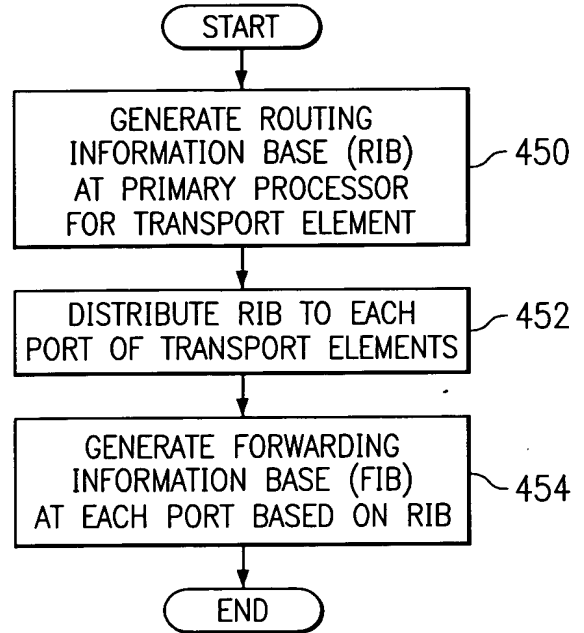 START
GENERATE ROUTING
INFORMATION BASE (RIB)
AT PRIMARY PROCESSOR
FOR TRANSPORT ELEMENT
450
DISTRIBUTE RIB TO EACH
PORT OF TRANSPORT ELEMENTS
452
GENERATE FORWARDING
INFORMATION BASE (FIB)
AT EACH PORT BASED ON RIB
454
END